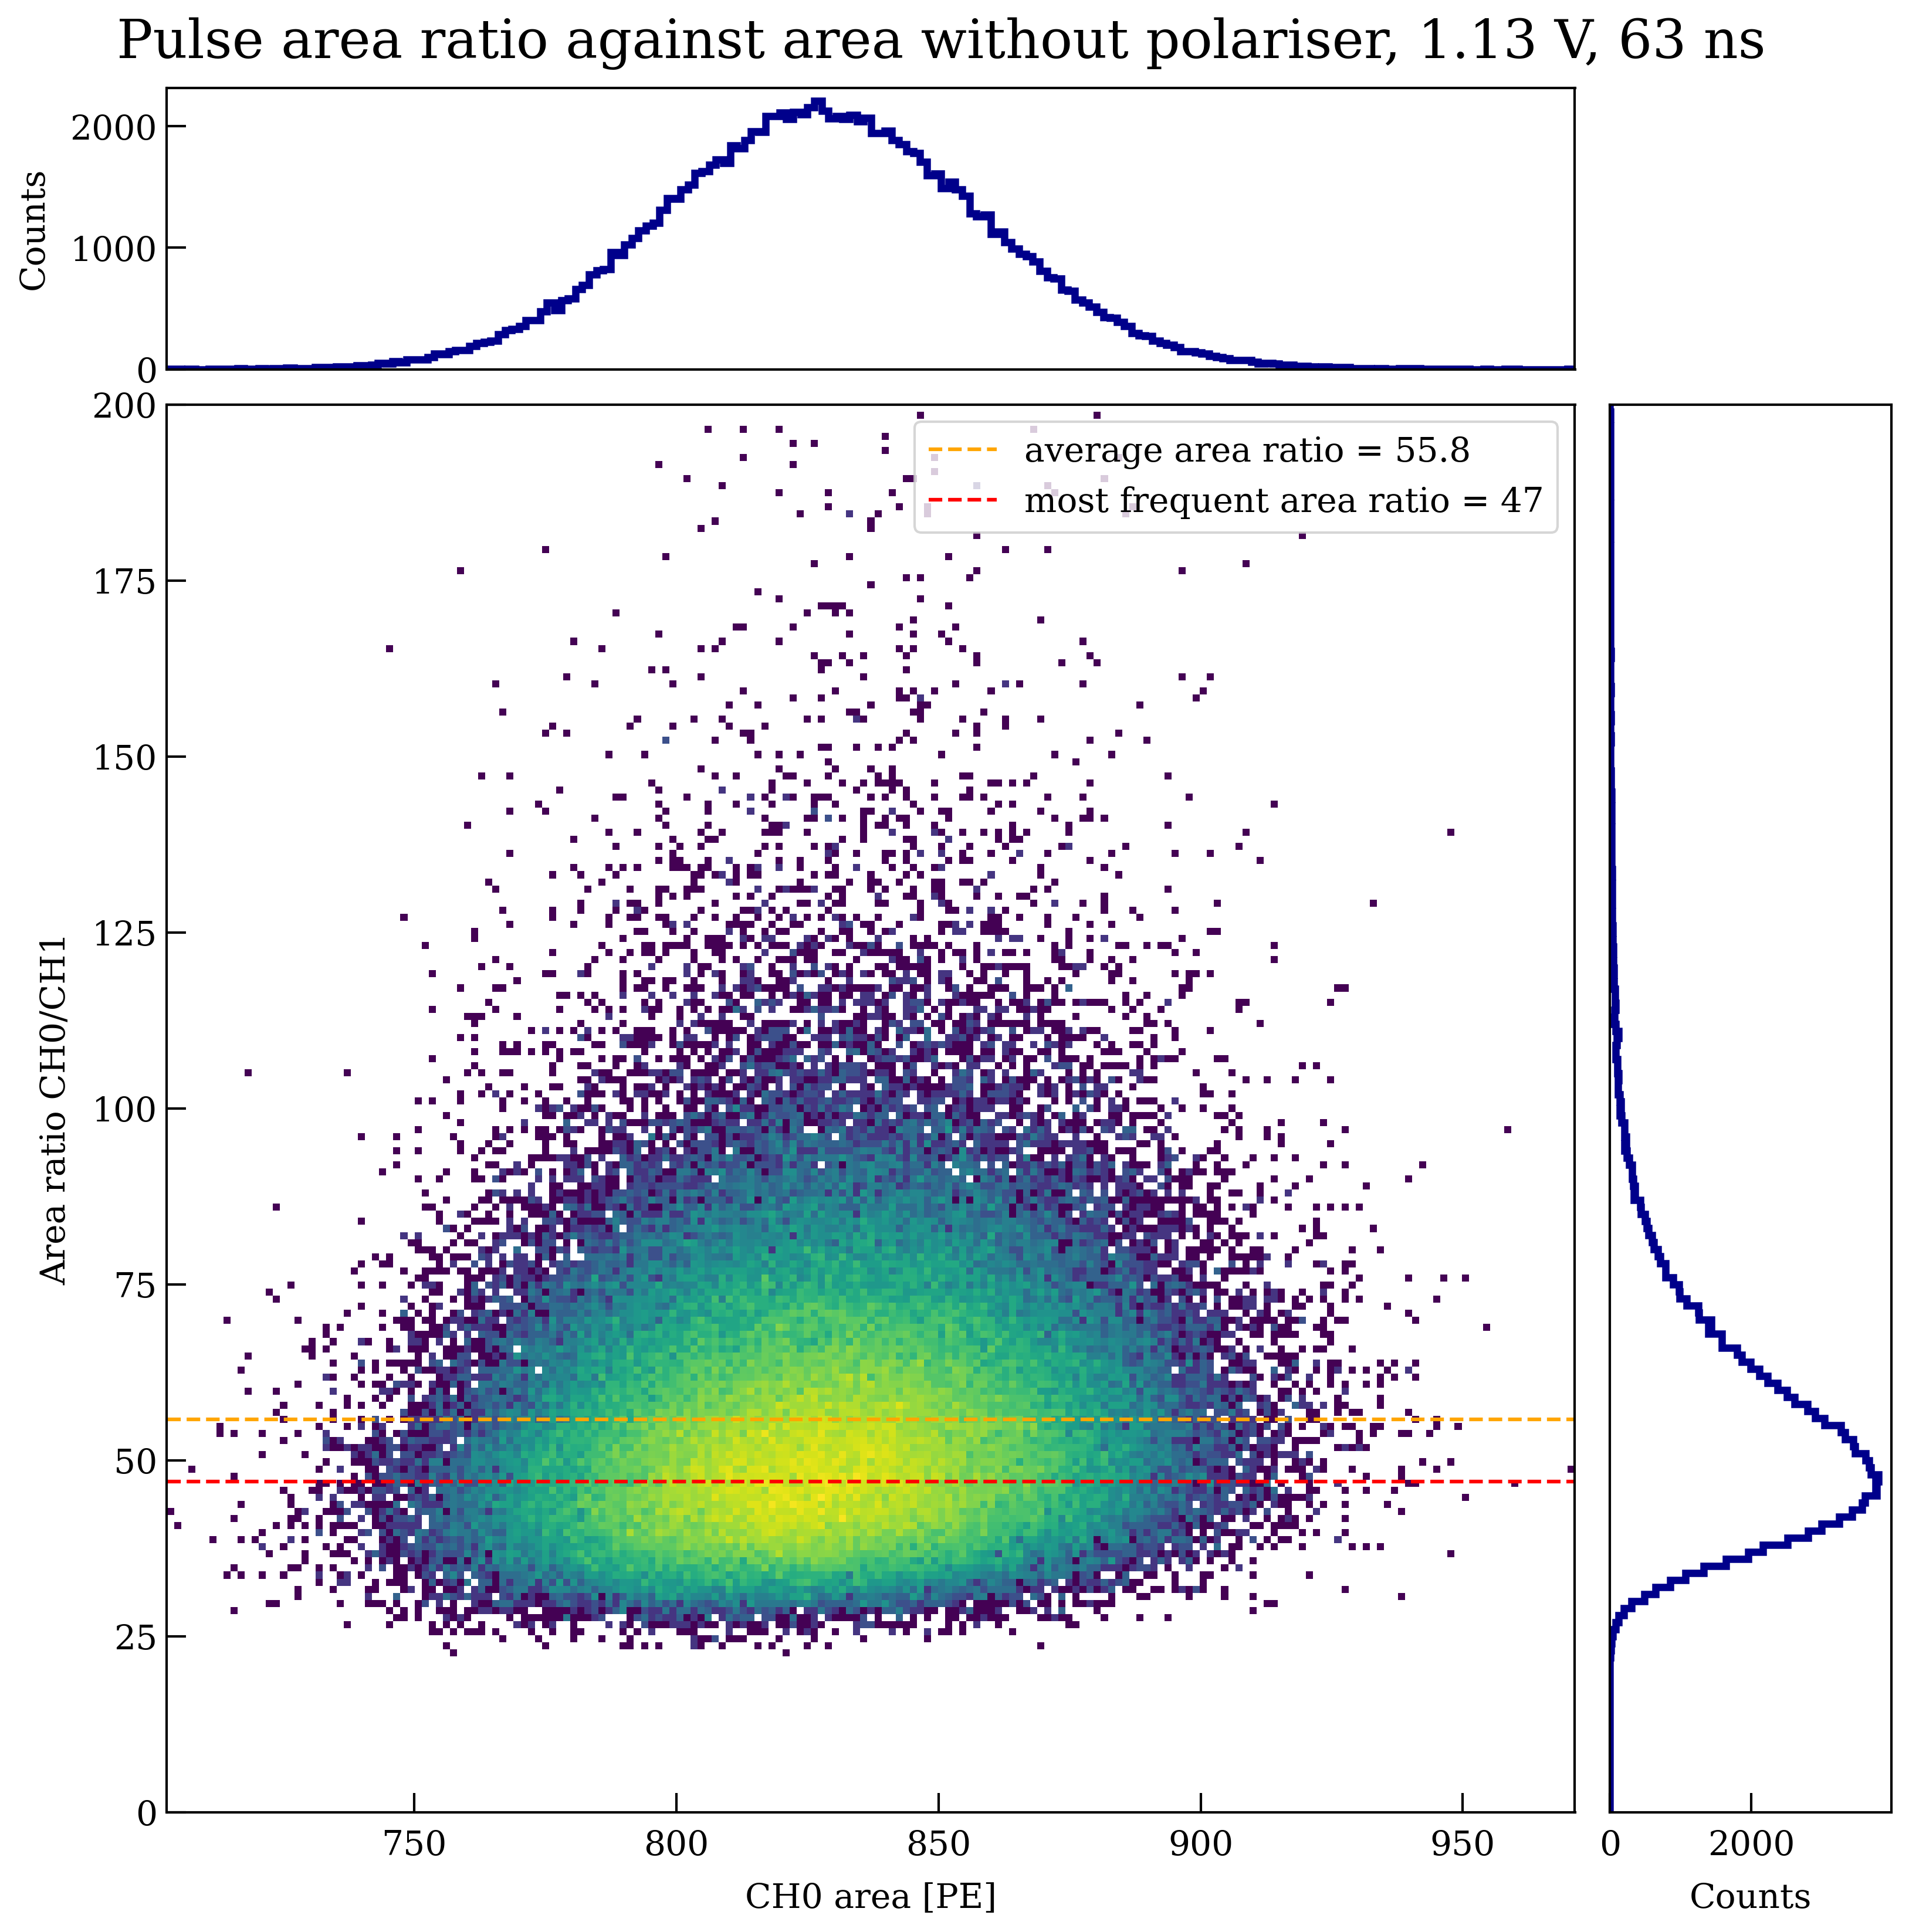 Pulse area ratio against area without polariser, 1.13 V, 63 ns
2000
1000
0
Counts
200
175
150
125
100
75
50
25
0
Area ratio CH0/CH1
average area ratio = 55.8
most frequent area ratio = 47
750 800 850 900 950
CH0 area [PE]
0 2000
Counts